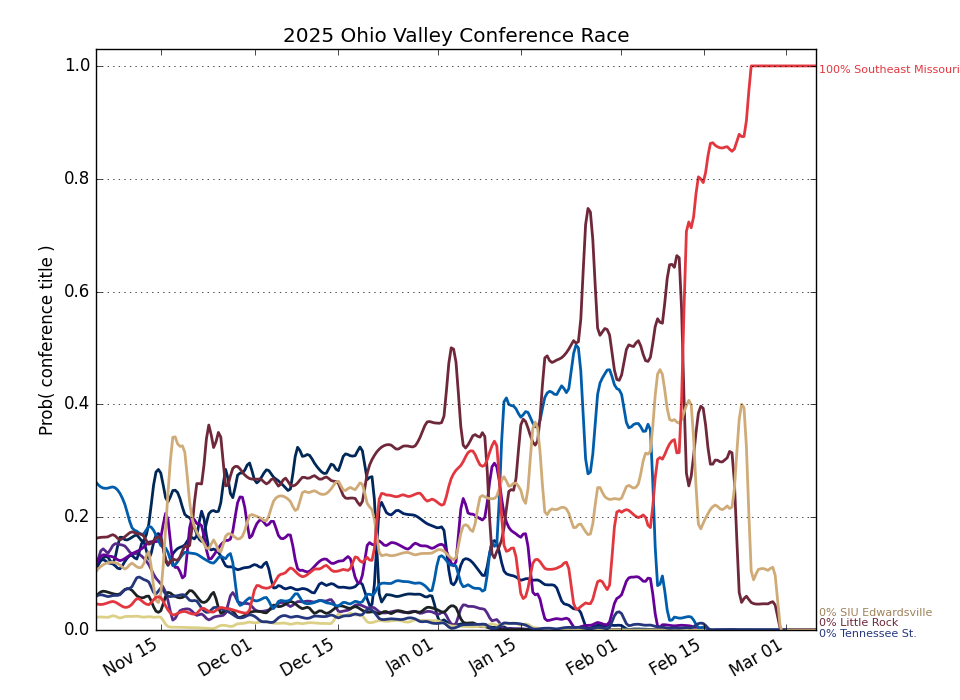 2025 Ohio Valley Conference Race
1.0
100% Southeast Missouri
0.8
0.6
Prob( conference title )
0.4
0.2
0% SIU Edwardsville
0% Little Rock
0.0
0% Tennessee St.
Nov 15
Dec 01
Dec 15
Jan 01
Jan 15
Feb 01
Feb 15
Mar 01